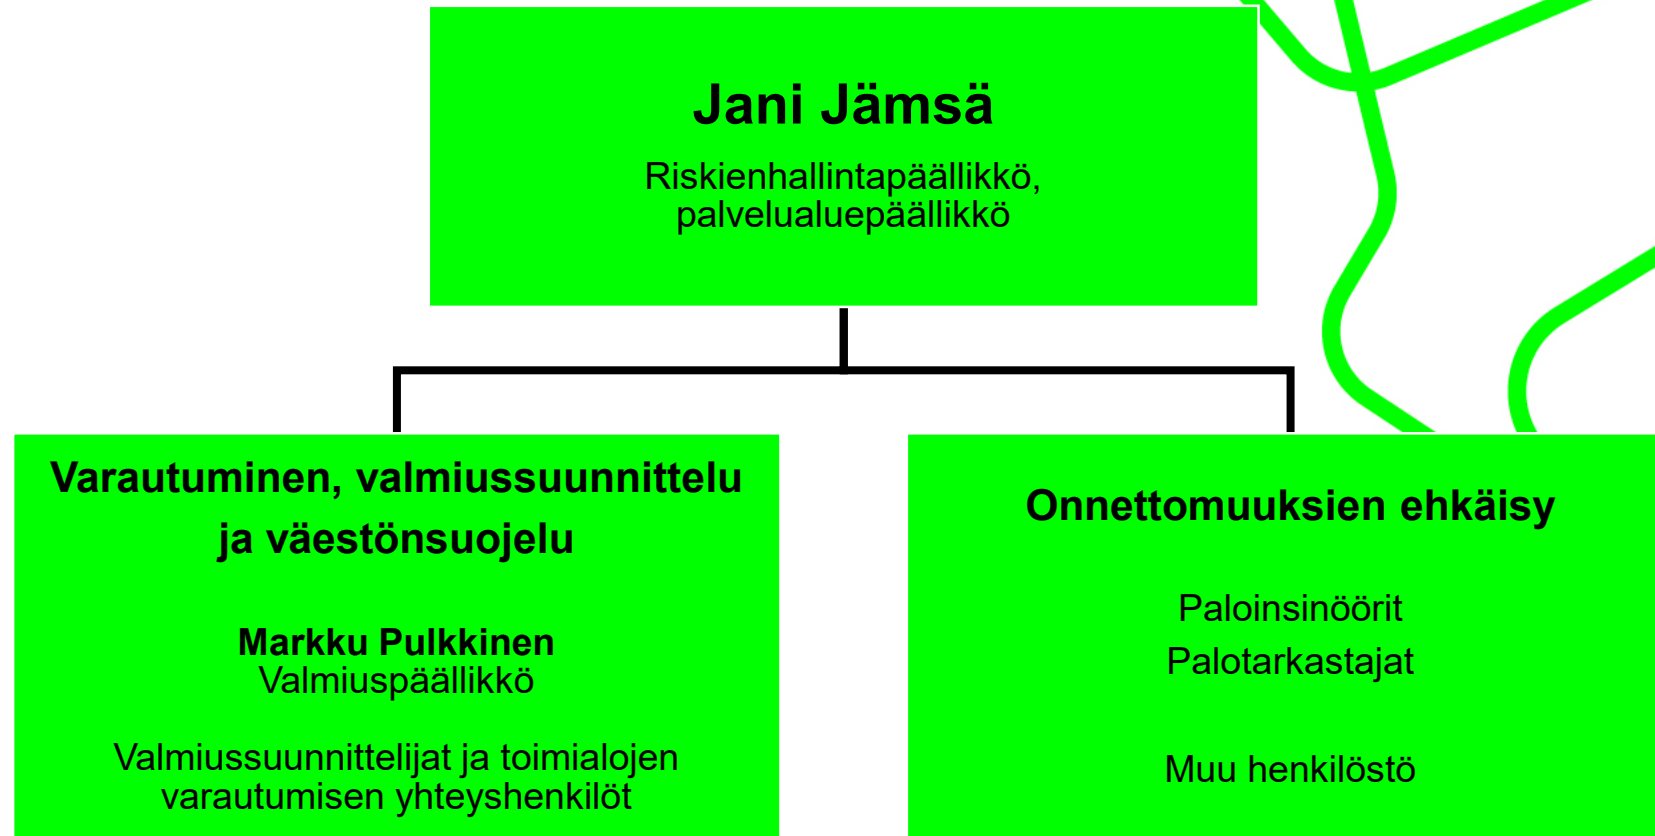 Jani Jämsä
Riskienhallintapäällikkö,
palvelualuepäällikkö
Varautuminen, valmiussuunnittelu
ja väestönsuojelu
Markku Pulkkinen
Valmiuspäällikkö
Valmiussuunnittelijat ja toimialojen
varautumisen yhteyshenkilöt
Onnettomuuksien ehkäisy
Paloinsinöörit
Palotarkastajat
Muu henkilöstö